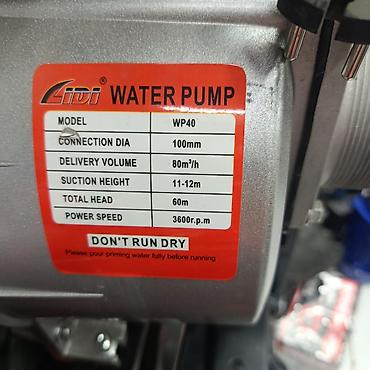 AIDI® WATER PUMP
MODEL WP40
CONNECTION DIA 100mm
DELIVERY VOLUME 80m³/h
SUCTION HEIGHT 11-12m
TOTAL HEAD 60m
POWER SPEED 3600r.p.m
DON'T RUN DRY
Please pour priming water fully before running